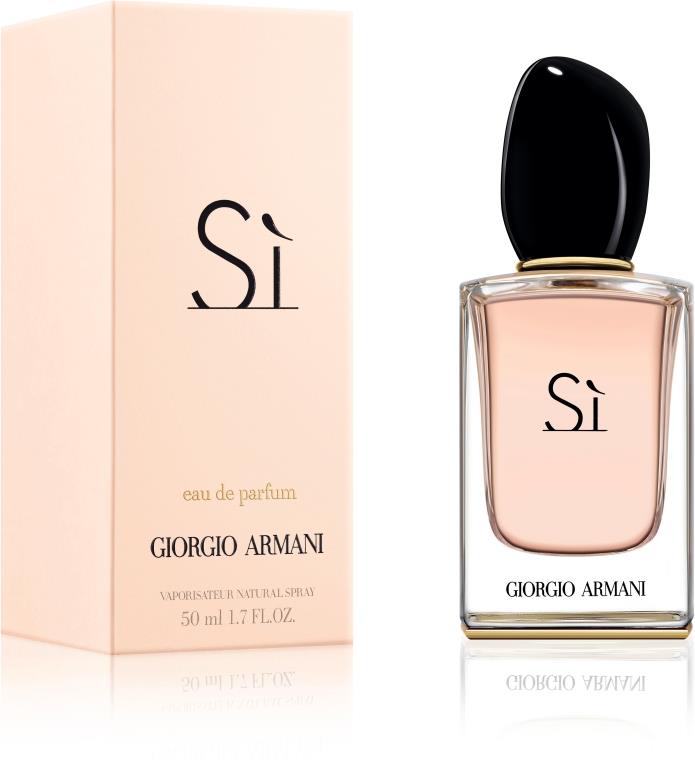 Sì
eau de parfum
GIORGIO ARMANI
VAPORISATEUR NATURAL SPRAY
50 ml 1.7 FL.OZ.
Sì
GIORGIO ARMANI